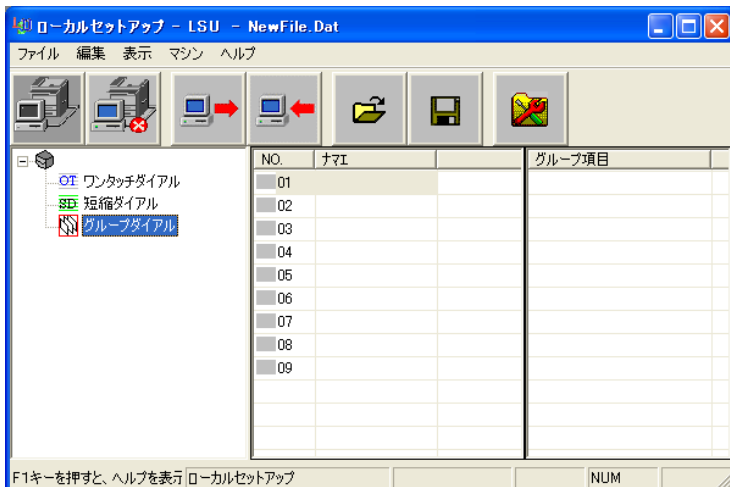 ローカルセットアップ - LSU - NewFile.Dat
ファイル 編集 表示 マシン ヘルプ
NO. ﾅﾏｴ グループ項目
OT ワンタッチダイアル
SD 短縮ダイアル
グループダイアル
01
02
03
04
05
06
07
08
09
F1キーを押すと、ヘルプを表示 ローカルセットアップ NUM